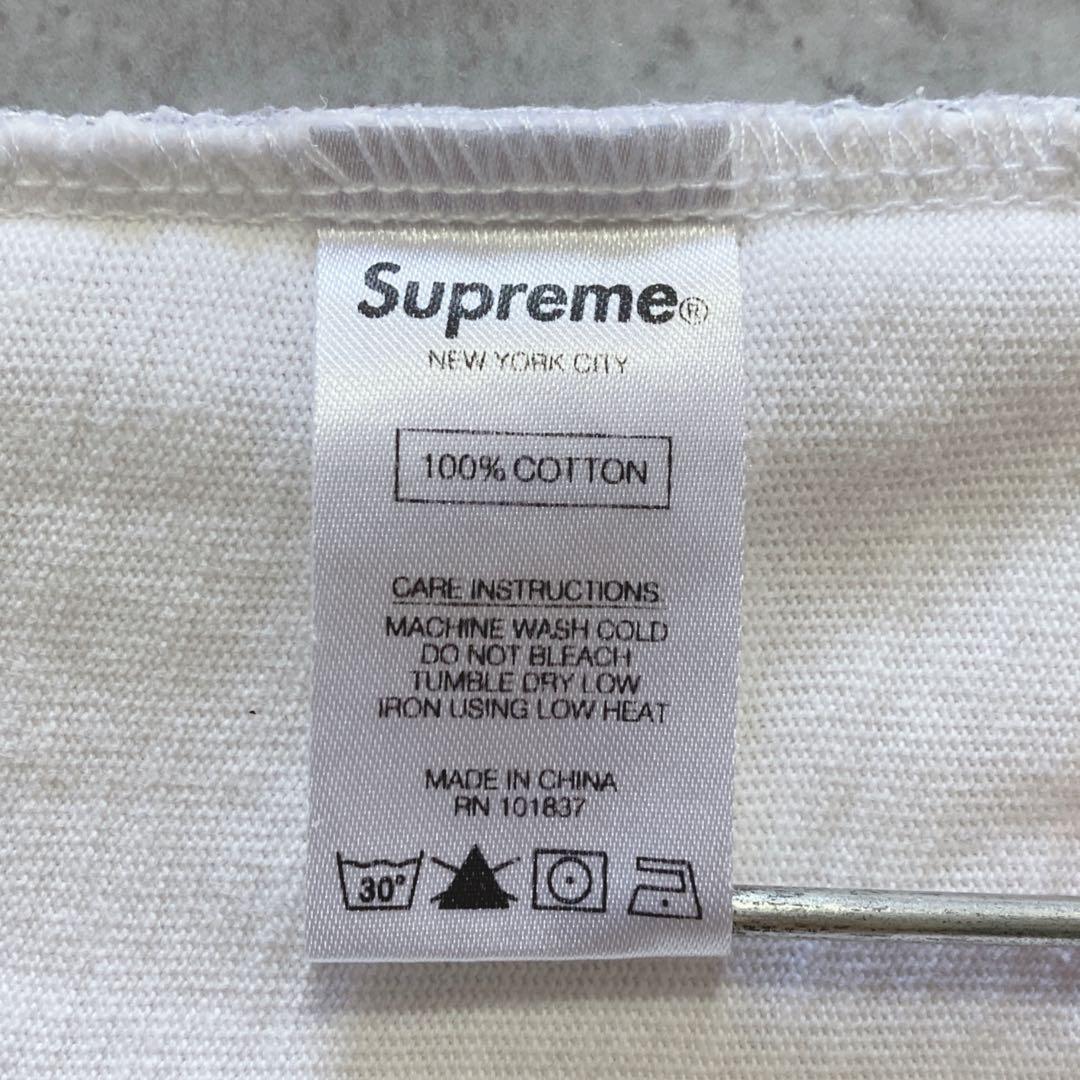 Supreme®
NEW YORK CITY
100% COTTON
CARE INSTRUCTIONS
MACHINE WASH COLD
DO NOT BLEACH
TUMBLE DRY LOW
IRON USING LOW HEAT
MADE IN CHINA
RN 101837
30°